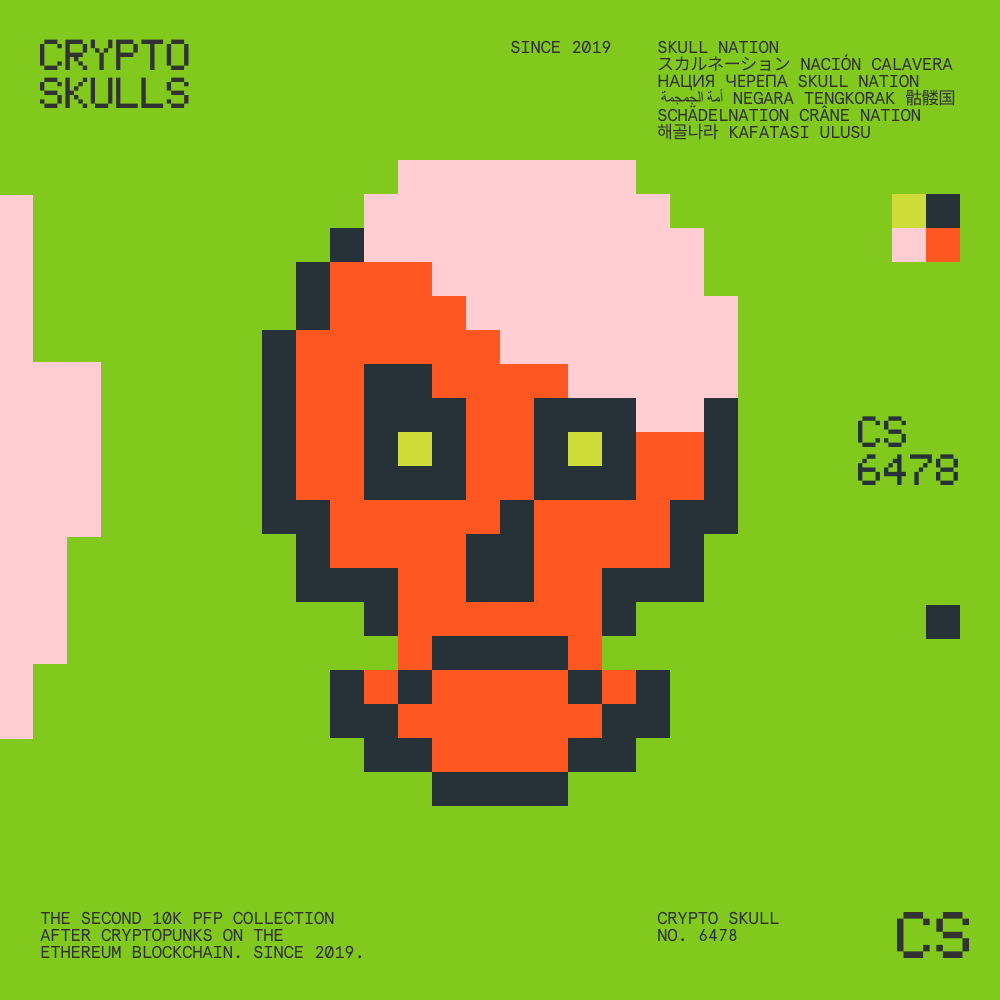 CRYPTO
SKULLS
SINCE 2019
SKULL NATION
スカルネーション NACIÓN CALAVERA
НАЦИЯ ЧЕРЕПА SKULL NATION
أمة الجمجمة NEGARA TENGKORAK 骷髅国
SCHÄDELNATION CRÂNE NATION
해골나라 KAFATASI ULUSU
CS
6478
THE SECOND 10K PFP COLLECTION
AFTER CRYPTOPUNKS ON THE
ETHEREUM BLOCKCHAIN. SINCE 2019.
CRYPTO SKULL
NO. 6478
CS